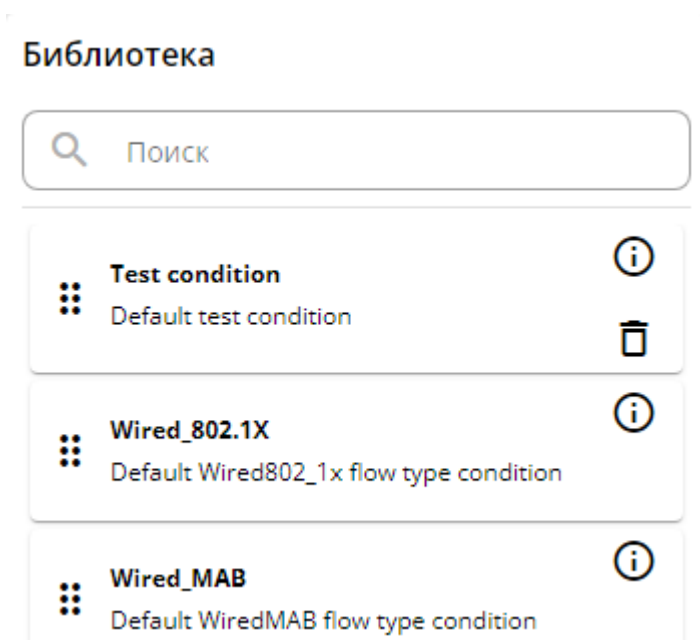 Библиотека
Поиск
Test condition
Default test condition
Wired_802.1X
Default Wired802_1x flow type condition
Wired_MAB
Default WiredMAB flow type condition